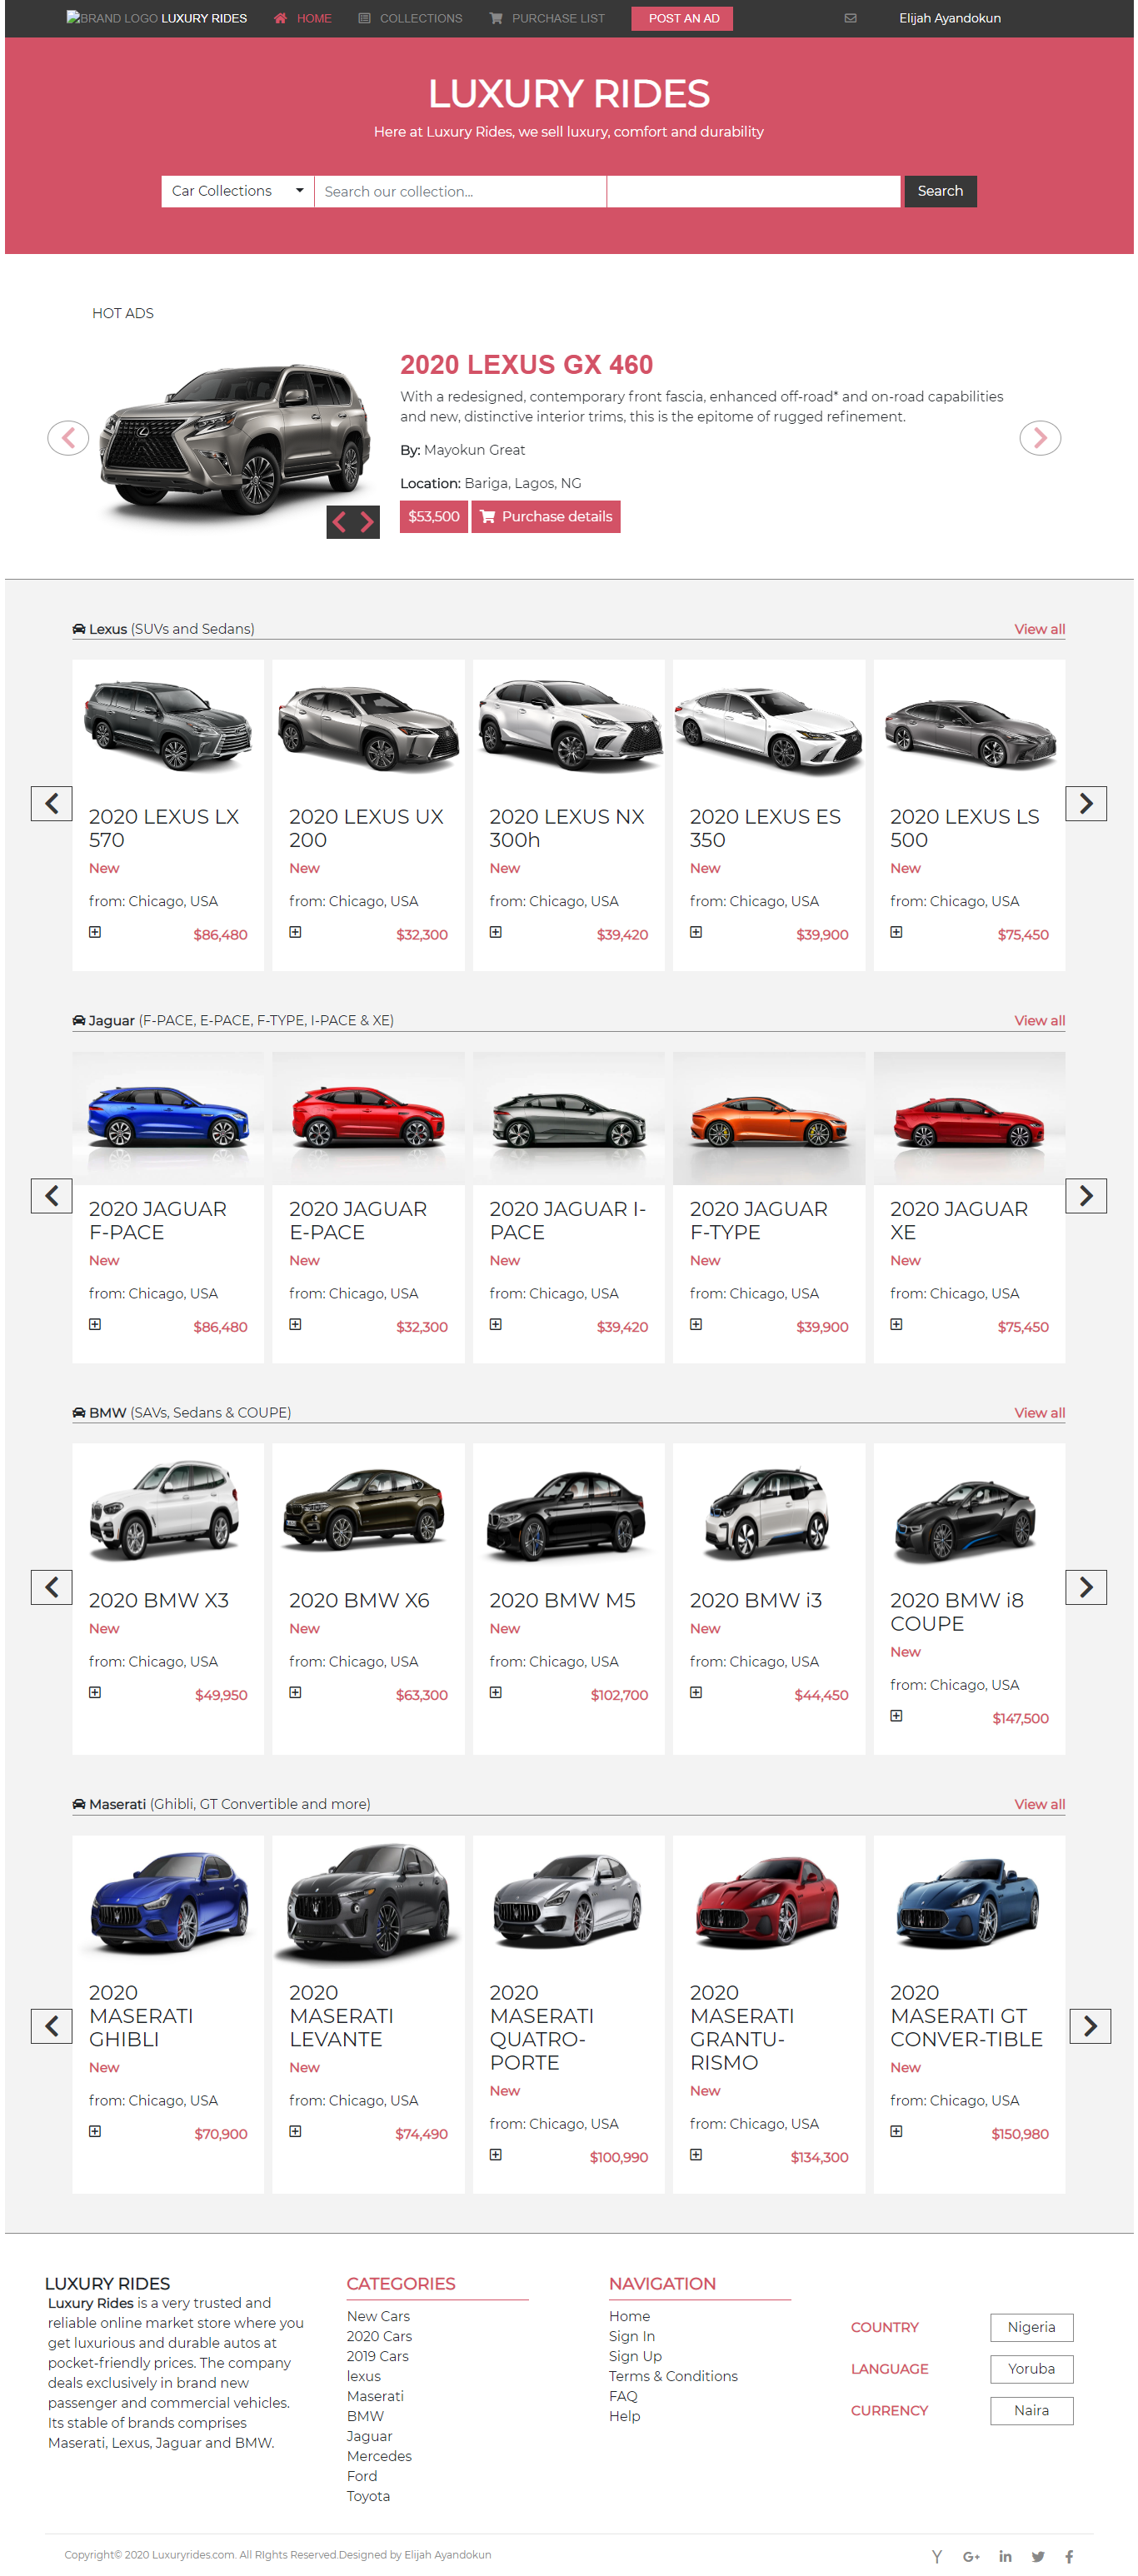 BRAND LOGO LUXURY RIDES HOME COLLECTIONS PURCHASE LIST POST AN AD Elijah Ayandokun
LUXURY RIDES
Here at Luxury Rides, we sell luxury, comfort and durability
Car Collections Search our collection... Search
HOT ADS
2020 LEXUS GX 460
With a redesigned, contemporary front fascia, enhanced off-road* and on-road capabilities
and new, distinctive interior trims, this is the epitome of rugged refinement.
By: Mayokun Great
Location: Bariga, Lagos, NG
$53,500 Purchase details
Lexus (SUVs and Sedans) View all
2020 LEXUS LX
570
New
from: Chicago, USA
$86,480
2020 LEXUS UX
200
New
from: Chicago, USA
$32,300
2020 LEXUS NX
300h
New
from: Chicago, USA
$39,420
2020 LEXUS ES
350
New
from: Chicago, USA
$39,900
2020 LEXUS LS
500
New
from: Chicago, USA
$75,450
Jaguar (F-PACE, E-PACE, F-TYPE, I-PACE & XE) View all
2020 JAGUAR
F-PACE
New
from: Chicago, USA
$86,480
2020 JAGUAR
E-PACE
New
from: Chicago, USA
$32,300
2020 JAGUAR I-
PACE
New
from: Chicago, USA
$39,420
2020 JAGUAR
F-TYPE
New
from: Chicago, USA
$39,900
2020 JAGUAR
XE
New
from: Chicago, USA
$75,450
BMW (SAVs, Sedans & COUPE) View all
2020 BMW X3
New
from: Chicago, USA
$49,950
2020 BMW X6
New
from: Chicago, USA
$63,300
2020 BMW M5
New
from: Chicago, USA
$102,700
2020 BMW i3
New
from: Chicago, USA
$44,450
2020 BMW i8
COUPE
New
from: Chicago, USA
$147,500
Maserati (Ghibli, GT Convertible and more) View all
2020
MASERATI
GHIBLI
New
from: Chicago, USA
$70,900
2020
MASERATI
LEVANTE
New
from: Chicago, USA
$74,490
2020
MASERATI
QUATRO-
PORTE
New
from: Chicago, USA
$100,990
2020
MASERATI
GRANTU-
RISMO
New
from: Chicago, USA
$134,300
2020
MASERATI GT
CONVER-TIBLE
New
from: Chicago, USA
$150,980
LUXURY RIDES
Luxury Rides is a very trusted and
reliable online market store where you
get luxurious and durable autos at
pocket-friendly prices. The company
deals exclusively in brand new
passenger and commercial vehicles.
Its stable of brands comprises
Maserati, Lexus, Jaguar and BMW.
CATEGORIES
New Cars
2020 Cars
2019 Cars
lexus
Maserati
BMW
Jaguar
Mercedes
Ford
Toyota
NAVIGATION
Home
Sign In
Sign Up
Terms & Conditions
FAQ
Help
COUNTRY Nigeria
LANGUAGE Yoruba
CURRENCY Naira
Copyright© 2020 Luxuryrides.com. All RIghts Reserved.Designed by Elijah Ayandokun